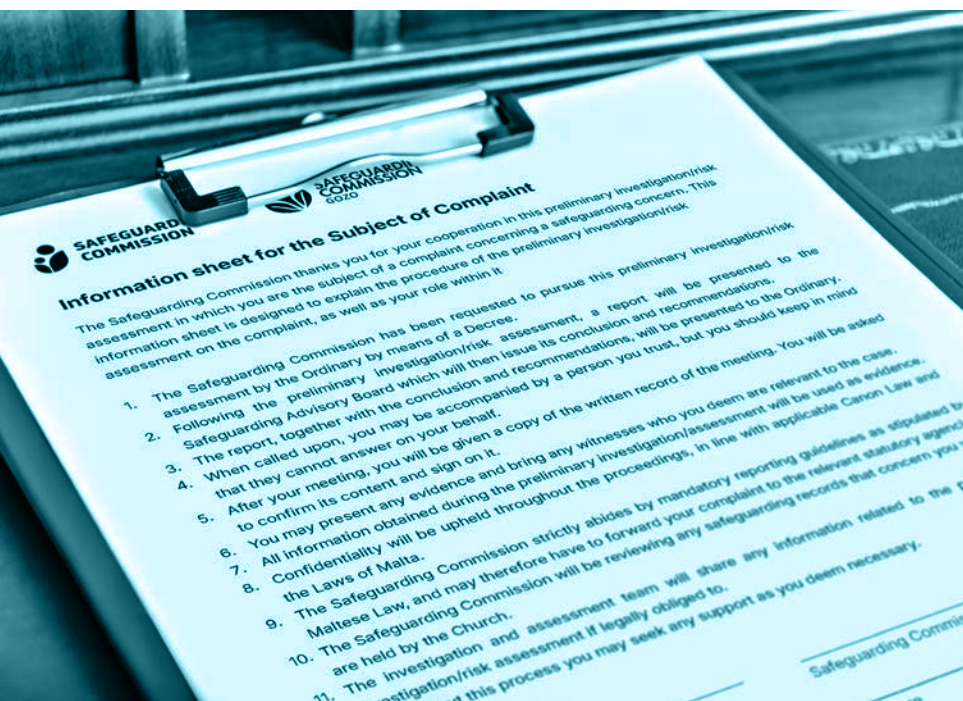 SAFEGUARD
COMMISSION
SAFEGUARDIN
COMMISSION
GOZO
Information sheet for the Subject of Complaint
The Safeguarding Commission thanks you for your cooperation in this preliminary investigation/risk
assessment in which you are the subject of a complaint concerning a safeguarding concern. This
information sheet is designed to explain the procedure of the preliminary investigation/risk
assessment on the complaint, as well as your role within it
1. The Safeguarding Commission has been requested to pursue this preliminary investigation/risk
assessment by the Ordinary by means of a Decree.
2. Following the preliminary investigation/risk assessment, a report will be presented to the
Safeguarding Advisory Board which will then issue its conclusion and recommendations.
3. The report, together with the conclusion and recommendations, will be presented to the Ordinary.
4. When called upon, you may be accompanied by a person you trust, but you should keep in mind
that they cannot answer on your behalf.
5. After your meeting, you will be given a copy of the written record of the meeting. You will be asked
to confirm its content and sign on it.
6. You may present any evidence and bring any witnesses who you deem are relevant to the case.
7. All information obtained during the preliminary investigation/assessment will be used as evidence.
8. Confidentiality will be upheld throughout the proceedings, in line with applicable Canon Law and
the Laws of Malta.
9. The Safeguarding Commission strictly abides by mandatory reporting guidelines as stipulated
Maltese Law, and may therefore have to forward your complaint to the relevant statutory
10. The Safeguarding Commission will be reviewing any safeguarding records that concern you
are held by the Church.
11. The investigation and assessment team will share any information related to the
estigation/risk assessment if legally obliged to.
ut this process you may seek any support as you deem necessary.
Safeguarding Commis